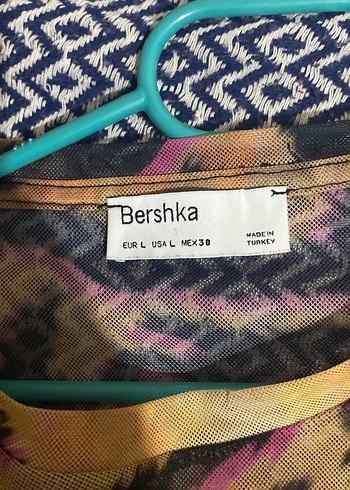 Bershka
EUR L USA L MEX 30
MADE IN
TURKEY